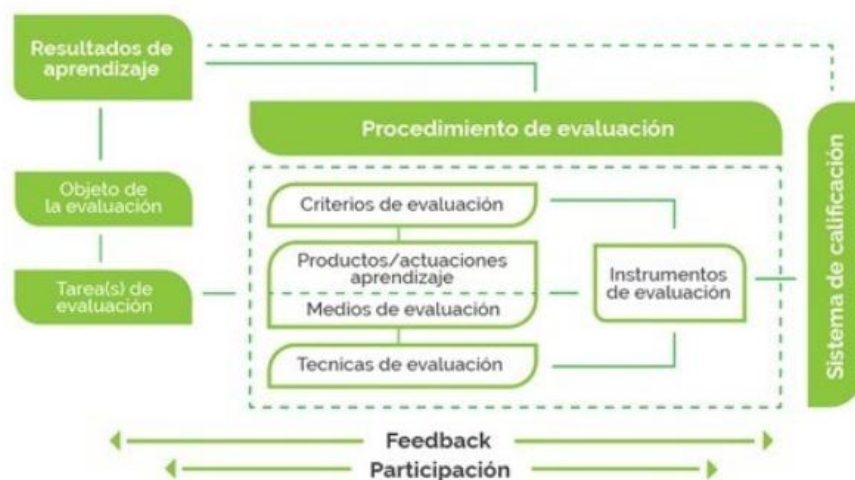 Resultados de
aprendizaje
Procedimiento de evaluación
Objeto de
la evaluación
Tarea(s) de
evaluación
Criterios de evaluación
Productos/actuaciones
aprendizaje
Medios de evaluación
Tecnicas de evaluación
Instrumentos
de evaluación
Sistema de calificación
Feedback
Participación